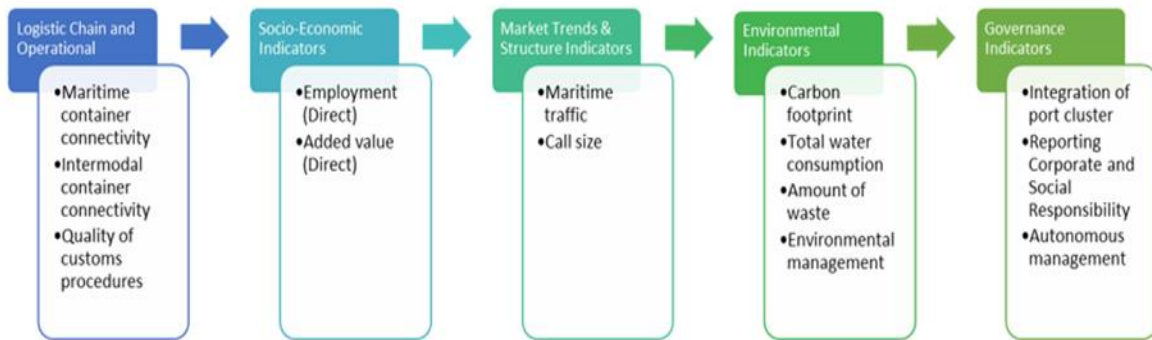 Logistic Chain and
Operational
•Maritime
container
connectivity
•Intermodal
container
connectivity
•Quality of
customs
procedures
Socio-Economic
Indicators
•Employment
(Direct)
•Added value
(Direct)
Market Trends &
Structure Indicators
•Maritime
traffic
•Call size
Environmental
Indicators
•Carbon
footprint
•Total water
consumption
•Amount of
waste
•Environmental
management
Governance
Indicators
•Integration of
port cluster
•Reporting
Corporate and
Social
Responsibility
•Autonomous
management